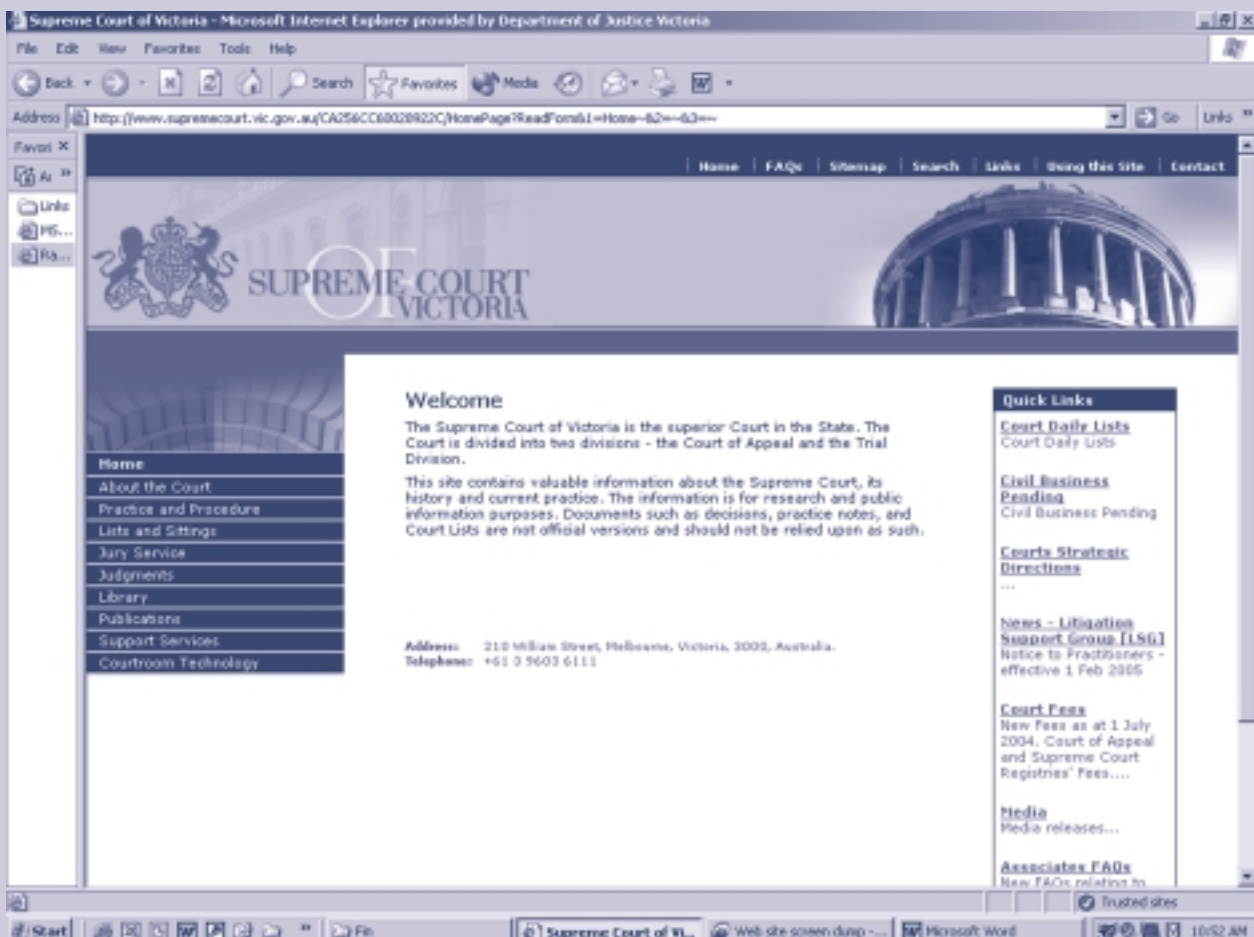 Supreme Court of Victoria - Microsoft Internet Explorer provided by Department of Justice Victoria
File Edit View Favorites Tools Help
Back Search Favorites Media
Address http://www.supremecourt.vic.gov.au/CA256CC60028922C/HomePage?ReadForm&1=Home~&2=~&3=~
Go Links
Favori
Links
MS...
Ra...
Home FAQs Sitemap Search Links Using this Site Contact
SUPREME COURT
OF
VICTORIA
Home
About the Court
Practice and Procedure
Lists and Sittings
Jury Service
Judgments
Library
Publications
Support Services
Courtroom Technology
Welcome
The Supreme Court of Victoria is the superior Court in the State. The
Court is divided into two divisions - the Court of Appeal and the Trial
Division.
This site contains valuable information about the Supreme Court, its
history and current practice. The information is for research and public
information purposes. Documents such as decisions, practice notes, and
Court Lists are not official versions and should not be relied upon as such.
Address: 210 William Street, Melbourne, Victoria, 3000, Australia.
Telephone: +61 3 9603 6111
Quick Links
Court Daily Lists
Court Daily Lists
Civil Business
Pending
Civil Business Pending
Courts Strategic
Directions
...
News - Litigation
Support Group [LSG]
Notice to Practitioners -
effective 1 Feb 2005
Court Fees
New Fees as at 1 July
2004. Court of Appeal
and Supreme Court
Registries' Fees....
Media
Media releases...
Associates FAQs
New FAQs relating to
Trusted sites
Start Fin Supreme Court of Vi... Web site screen dump -... Microsoft Word 10:52 AM